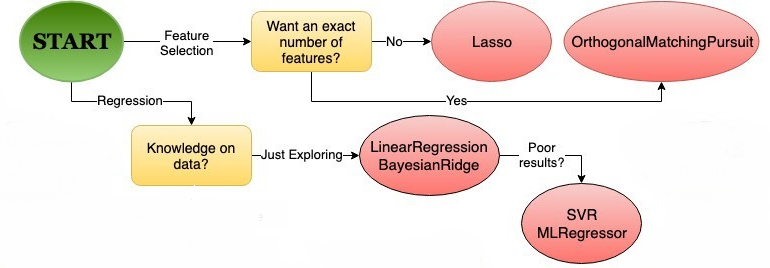 START
Feature
Selection
Want an exact
number of
features?
No
Lasso
OrthogonalMatchingPursuit
Yes
Regression
Knowledge on
data?
Just Exploring
LinearRegression
BayesianRidge
Poor
results?
SVR
MLRegressor